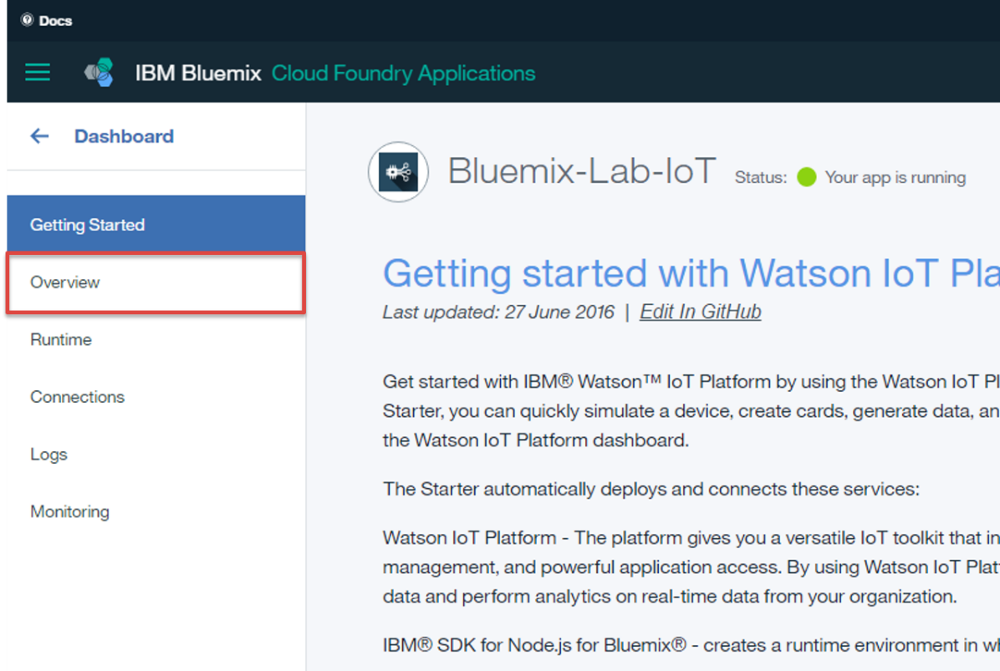 Docs
IBM Bluemix Cloud Foundry Applications
Dashboard
Getting Started
Overview
Runtime
Connections
Logs
Monitoring
Bluemix-Lab-IoT Status: Your app is running
Getting started with Watson IoT Pla
Last updated: 27 June 2016 | Edit In GitHub
Get started with IBM® Watson™ IoT Platform by using the Watson IoT Pl
Starter, you can quickly simulate a device, create cards, generate data, an
the Watson IoT Platform dashboard.
The Starter automatically deploys and connects these services:
Watson IoT Platform - The platform gives you a versatile IoT toolkit that in
management, and powerful application access. By using Watson IoT Plat
data and perform analytics on real-time data from your organization.
IBM® SDK for Node.js for Bluemix® - creates a runtime environment in wh